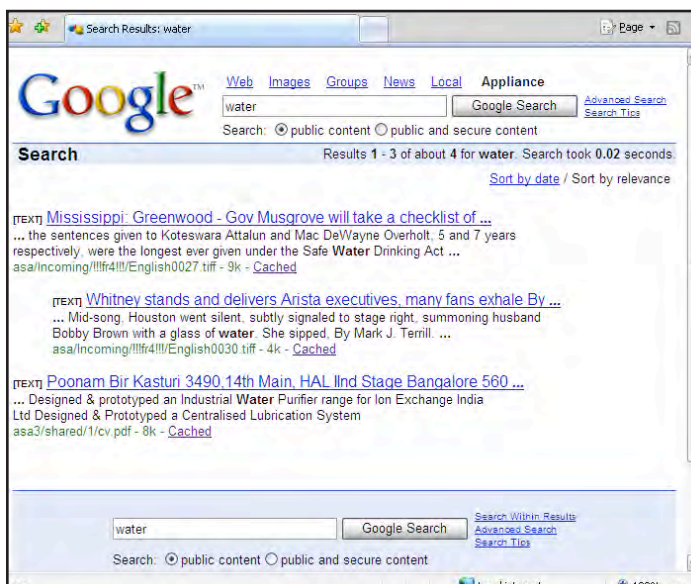 Search Results: water
Page
Google™
Web Images Groups News Local Appliance
water
Google Search
Advanced Search
Search Tips
Search: public content public and secure content
Search
Results 1 - 3 of about 4 for water. Search took 0.02 seconds.
Sort by date / Sort by relevance
[TEXT] Mississippi: Greenwood - Gov Musgrove will take a checklist of ...
... the sentences given to Koteswara Attalun and Mac DeWayne Overholt, 5 and 7 years
respectively, were the longest ever given under the Safe Water Drinking Act ...
asa/Incoming/!!!fr4!!!/English0027.tiff - 9k - Cached
[TEXT] Whitney stands and delivers Arista executives, many fans exhale By ...
... Mid-song, Houston went silent, subtly signaled to stage right, summoning husband
Bobby Brown with a glass of water. She sipped, By Mark J. Terrill. ...
asa/Incoming/!!!fr4!!!/English0030.tiff - 4k - Cached
[TEXT] Poonam Bir Kasturi 3490,14th Main, HAL IInd Stage Bangalore 560 ...
... Designed & prototyped an Industrial Water Purifier range for Ion Exchange India
Ltd Designed & Prototyped a Centralised Lubrication System
asa3/shared/1/cv.pdf - 8k - Cached
water
Google Search
Search Within Results
Advanced Search
Search Tips
Search: public content public and secure content